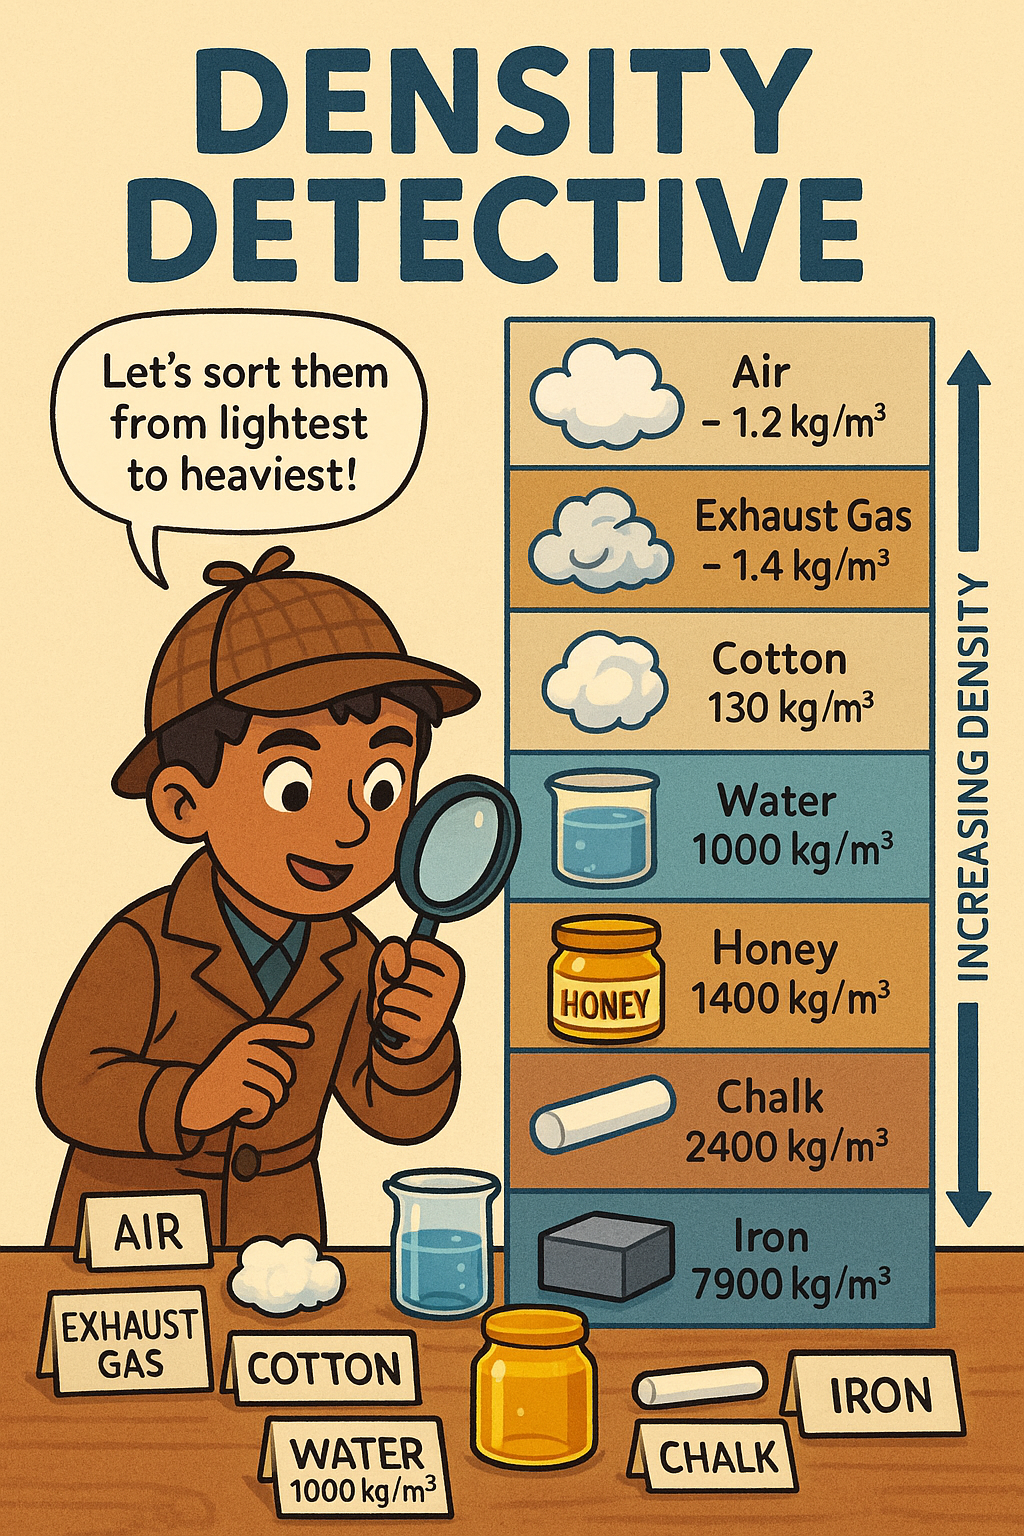 DENSITY
DETECTIVE
Let's sort them
from lightest
to heaviest!
Air
– 1.2 kg/m³
Exhaust Gas
– 1.4 kg/m³
Cotton
130 kg/m³
Water
1000 kg/m³
HONEY
Honey
1400 kg/m³
Chalk
2400 kg/m³
Iron
7900 kg/m³
INCREASING DENSITY
AIR
EXHAUST
GAS
COTTON
WATER
1000 kg/m³
CHALK
IRON